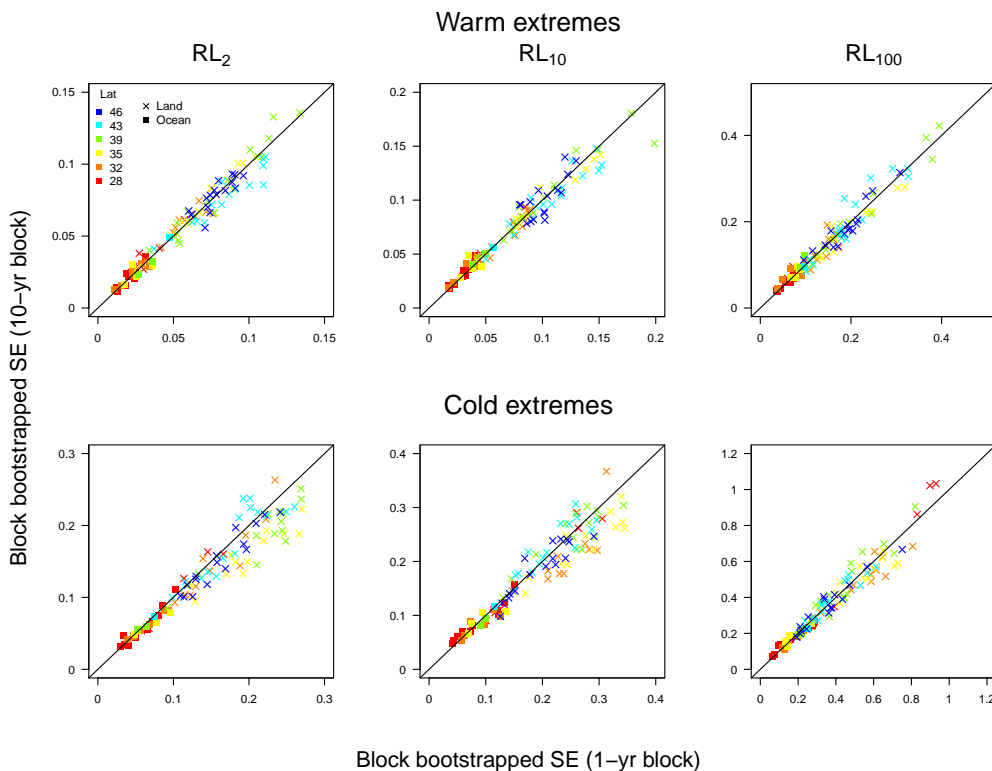 Warm extremes
RL2 RL10 RL100
Block bootstrapped SE (10−yr block)
0.15
0.1
0.05
0
Lat
46
43
39
35
32
28
Land
Ocean
0 0.05 0.1 0.15
0.2
0.15
0.1
0.05
0
0 0.05 0.1 0.15 0.2
0.4
0.2
0
0 0.2 0.4
Cold extremes
0.3
0.2
0.1
0
0 0.1 0.2 0.3
0.4
0.3
0.2
0.1
0
0 0.1 0.2 0.3 0.4
1.2
1
0.8
0.6
0.4
0.2
0
0 0.2 0.4 0.6 0.8 1 1.2
Block bootstrapped SE (1−yr block)